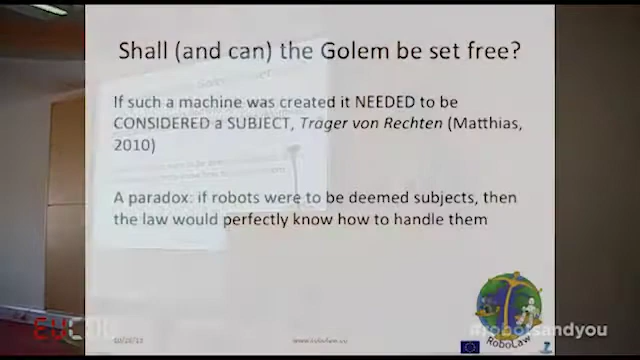 Shall (and can) the Golem be set free?
If such a machine was created it NEEDED to be
CONSIDERED a SUBJECT, Träger von Rechten (Matthias,
2010)
A paradox: if robots were to be deemed subjects, then
the law would perfectly know how to handle them
www.robolaw.eu
RoboLaw
#robotsandyou